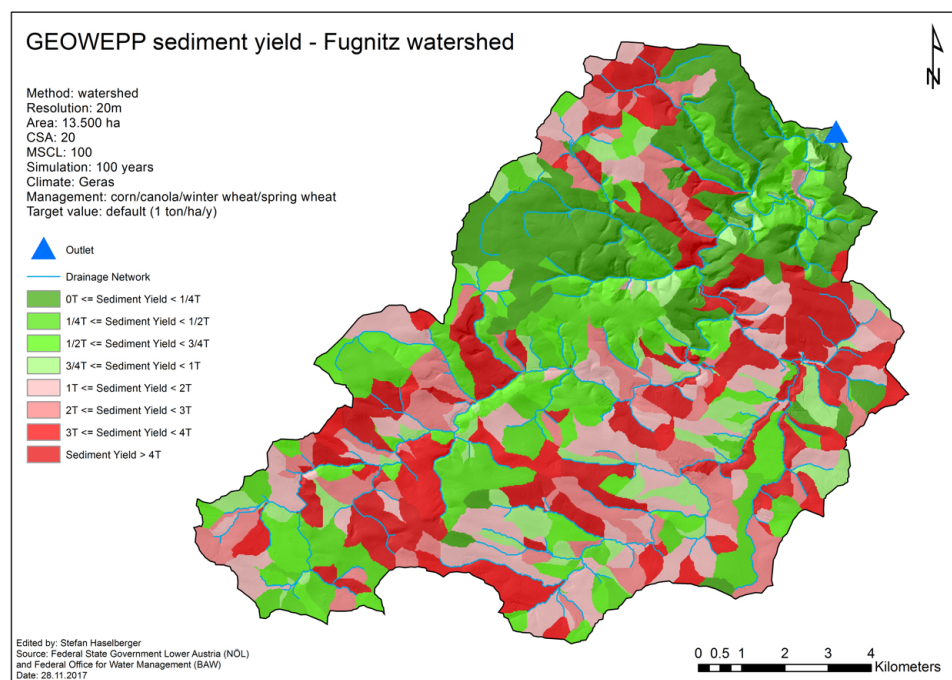 GEOWEPP sediment yield - Fugnitz watershed
Method: watershed
Resolution: 20m
Area: 13.500 ha
CSA: 20
MSCL: 100
Simulation: 100 years
Climate: Geras
Management: corn/canola/winter wheat/spring wheat
Target value: default (1 ton/ha/y)
Outlet
Drainage Network
0T <= Sediment Yield < 1/4T
1/4T <= Sediment Yield < 1/2T
1/2T <= Sediment Yield < 3/4T
3/4T <= Sediment Yield < 1T
1T <= Sediment Yield < 2T
2T <= Sediment Yield < 3T
3T <= Sediment Yield < 4T
Sediment Yield > 4T
N
Edited by: Stefan Haselberger
Source: Federal State Government Lower Austria (NÖL)
and Federal Office for Water Management (BAW)
Date: 28.11.2017
0 0.5 1 2 3 4
Kilometers